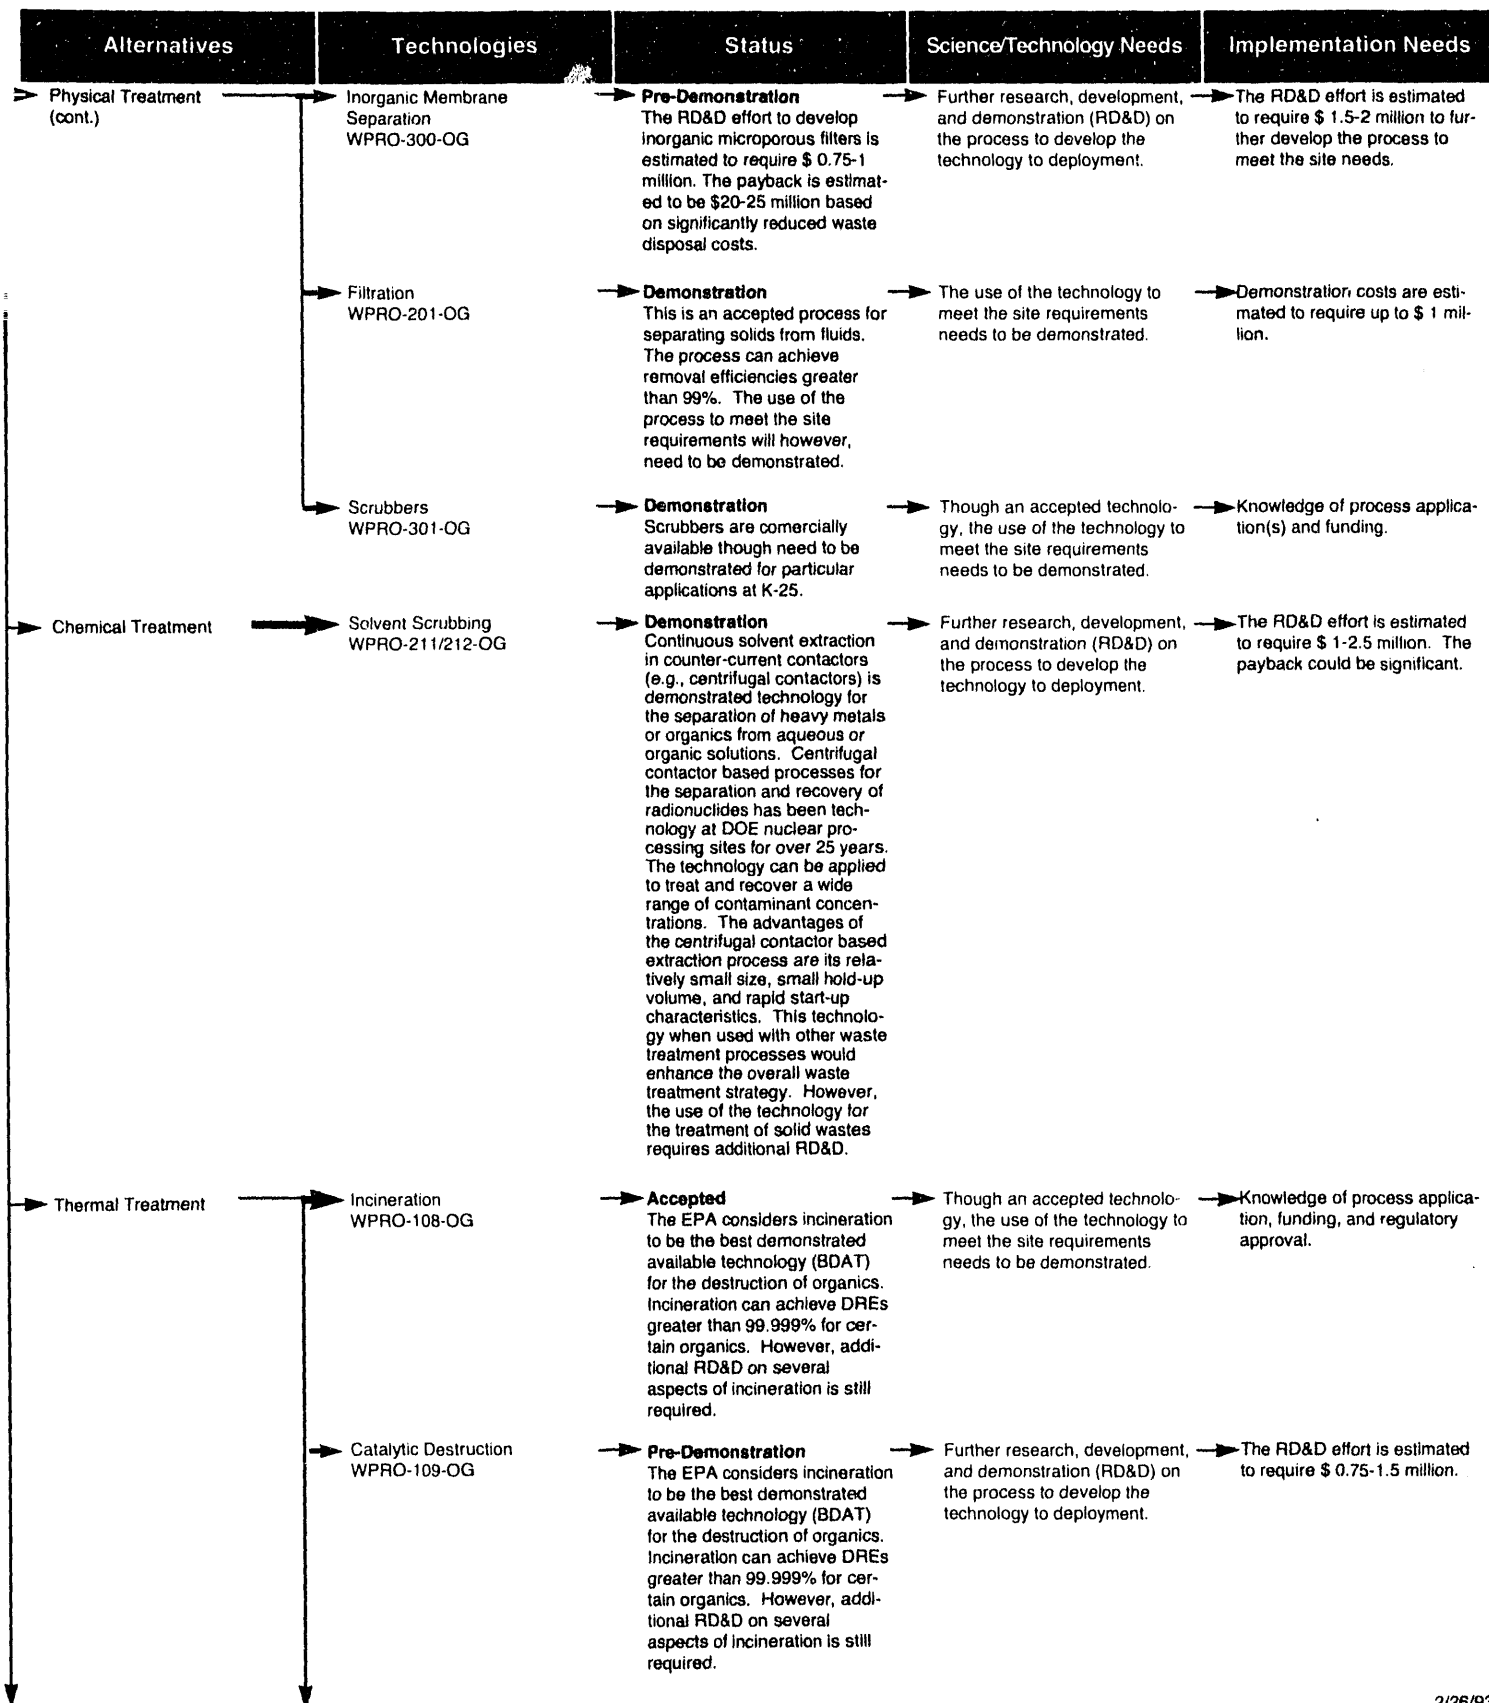 Alternatives
Technologies
Status
Science/Technology Needs
Implementation Needs
Physical Treatment
(cont.)
Inorganic Membrane
Separation
WPRO-300-OG
Pre-Demonstration
The RD&D effort to develop
inorganic microporous filters is
estimated to require $ 0.75-1
million. The payback is estimat-
ed to be $20-25 million based
on significantly reduced waste
disposal costs.
Further research, development,
and demonstration (RD&D) on
the process to develop the
technology to deployment.
The RD&D effort is estimated
to require $ 1.5-2 million to fur-
ther develop the process to
meet the site needs.
Filtration
WPRO-201-OG
Demonstration
This is an accepted process for
separating solids from fluids.
The process can achieve
removal efficiencies greater
than 99%. The use of the
process to meet the site
requirements will however,
need to be demonstrated.
The use of the technology to
meet the site requirements
needs to be demonstrated.
Demonstration costs are esti-
mated to require up to $ 1 mil-
lion.
Scrubbers
WPRO-301-OG
Demonstration
Scrubbers are comercially
available though need to be
demonstrated for particular
applications at K-25.
Though an accepted technolo-
gy, the use of the technology to
meet the site requirements
needs to be demonstrated.
Knowledge of process applica-
tion(s) and funding.
Chemical Treatment
Solvent Scrubbing
WPRO-211/212-OG
Demonstration
Continuous solvent extraction
in counter-current contactors
(e.g., centrifugal contactors) is
demonstrated technology for
the separation of heavy metals
or organics from aqueous or
organic solutions. Centrifugal
contactor based processes for
the separation and recovery of
radionuclides has been tech-
nology at DOE nuclear pro-
cessing sites for over 25 years.
The technology can be applied
to treat and recover a wide
range of contaminant concen-
trations. The advantages of
the centrifugal contactor based
extraction process are its rela-
tively small size, small hold-up
volume, and rapid start-up
characteristics. This technolo-
gy when used with other waste
treatment processes would
enhance the overall waste
treatment strategy. However,
the use of the technology for
the treatment of solid wastes
requires additional RD&D.
Further research, development,
and demonstration (RD&D) on
the process to develop the
technology to deployment.
The RD&D effort is estimated
to require $ 1-2.5 million. The
payback could be significant.
Thermal Treatment
Incineration
WPRO-108-OG
Accepted
The EPA considers incineration
to be the best demonstrated
available technology (BDAT)
for the destruction of organics.
Incineration can achieve DREs
greater than 99.999% for cer-
tain organics. However, addi-
tional RD&D on several
aspects of incineration is still
required.
Though an accepted technolo-
gy, the use of the technology to
meet the site requirements
needs to be demonstrated.
Knowledge of process applica-
tion, funding, and regulatory
approval.
Catalytic Destruction
WPRO-109-OG
Pre-Demonstration
The EPA considers incineration
to be the best demonstrated
available technology (BDAT)
for the destruction of organics.
Incineration can achieve DREs
greater than 99.999% for cer-
tain organics. However, addi-
tional RD&D on several
aspects of incineration is still
required.
Further research, development,
and demonstration (RD&D) on
the process to develop the
technology to deployment.
The RD&D effort is estimated
to require $ 0.75-1.5 million.